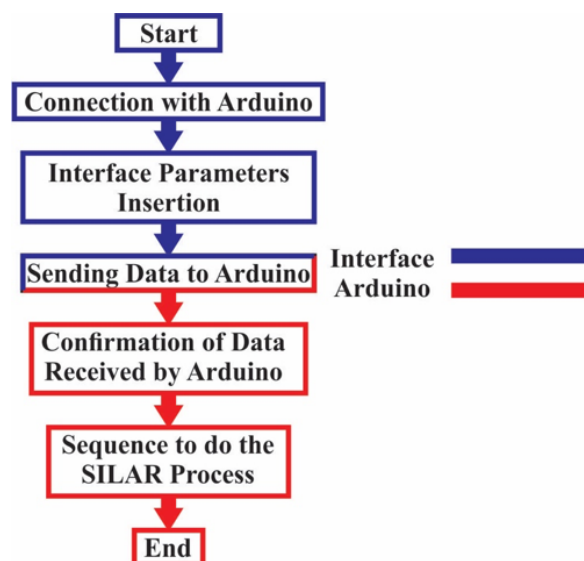 Start
Connection with Arduino
Interface Parameters
Insertion
Sending Data to Arduino
Interface
Arduino
Confirmation of Data
Received by Arduino
Sequence to do the
SILAR Process
End